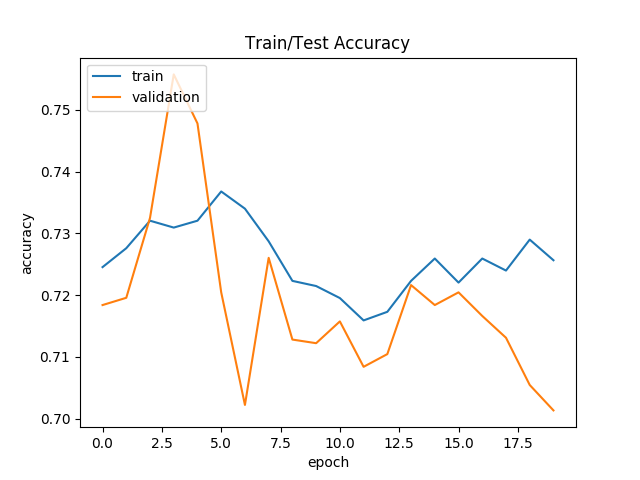 Train/Test Accuracy
train
validation
0.75
0.74
0.73
0.72
0.71
0.70
accuracy
0.0 2.5 5.0 7.5 10.0 12.5 15.0 17.5
epoch